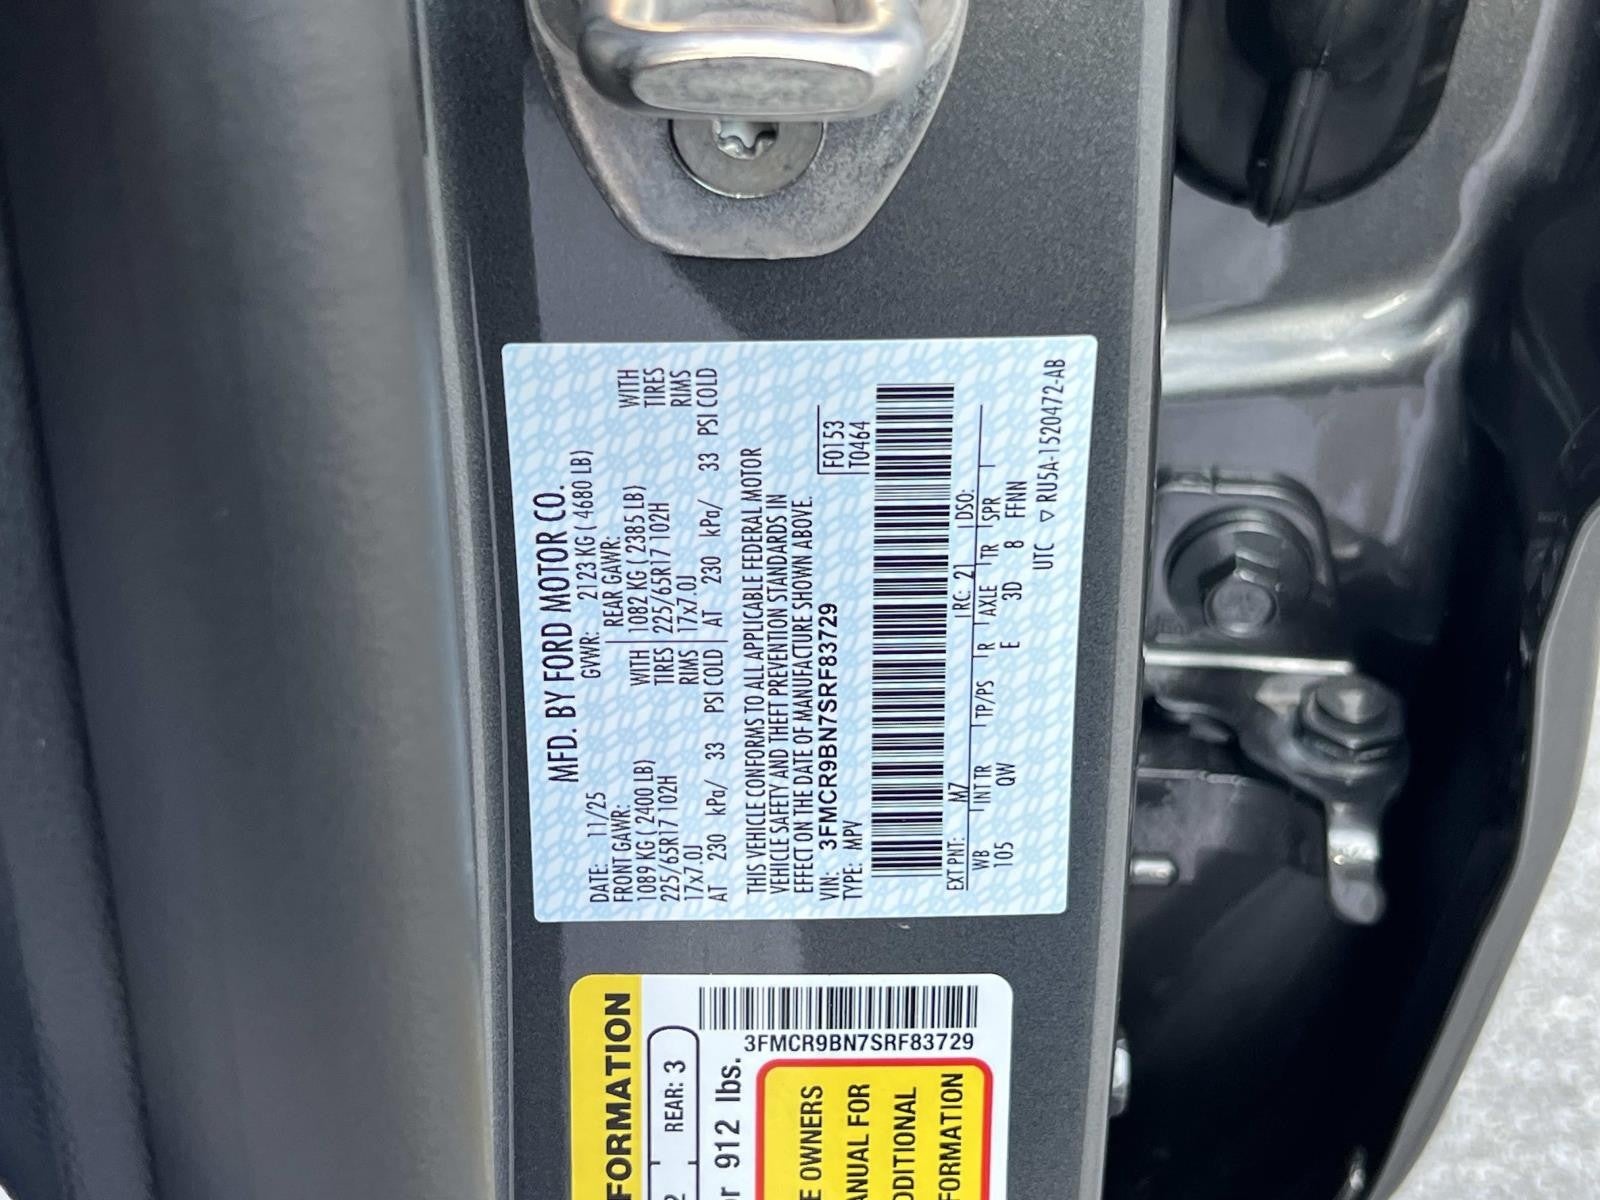 MFD. BY FORD MOTOR CO.
DATE: 11/25 GVWR: 2123 KG ( 4680 LB)
FRONT GAWR: REAR GAWR:
1089 KG ( 2400 LB) WITH 1082 KG ( 2385 LB) WITH
225/65R17 102H TIRES 225/65R17 102H TIRES
17x7.0J RIMS 17x7.0J RIMS
AT 230 kPa/ 33 PSI COLD AT 230 kPa/ 33 PSI COLD
THIS VEHICLE CONFORMS TO ALL APPLICABLE FEDERAL MOTOR
VEHICLE SAFETY AND THEFT PREVENTION STANDARDS IN
EFFECT ON THE DATE OF MANUFACTURE SHOWN ABOVE.
VIN: 3FMCR9BN7SRF83729 F0153
TYPE: MPV T0464
EXT PNT: M7 RC: 21 DSO:
WB INT TR TP/PS R AXLE TR SPR
105 QW E 3D 8 FFNN
UTC ▽ RU5A-1520472-AB
FORMATION
REAR: 3
or 912 lbs.
3FMCR9BN7SRF83729
E OWNERS
ANUAL FOR
DDITIONAL
FORMATION